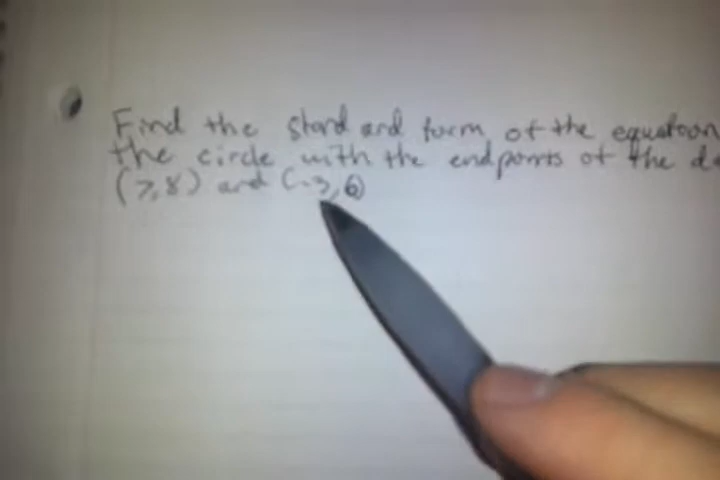 Find the standard form of the equation
the circle with the endpoints of the
(7,8) and (-3,6)